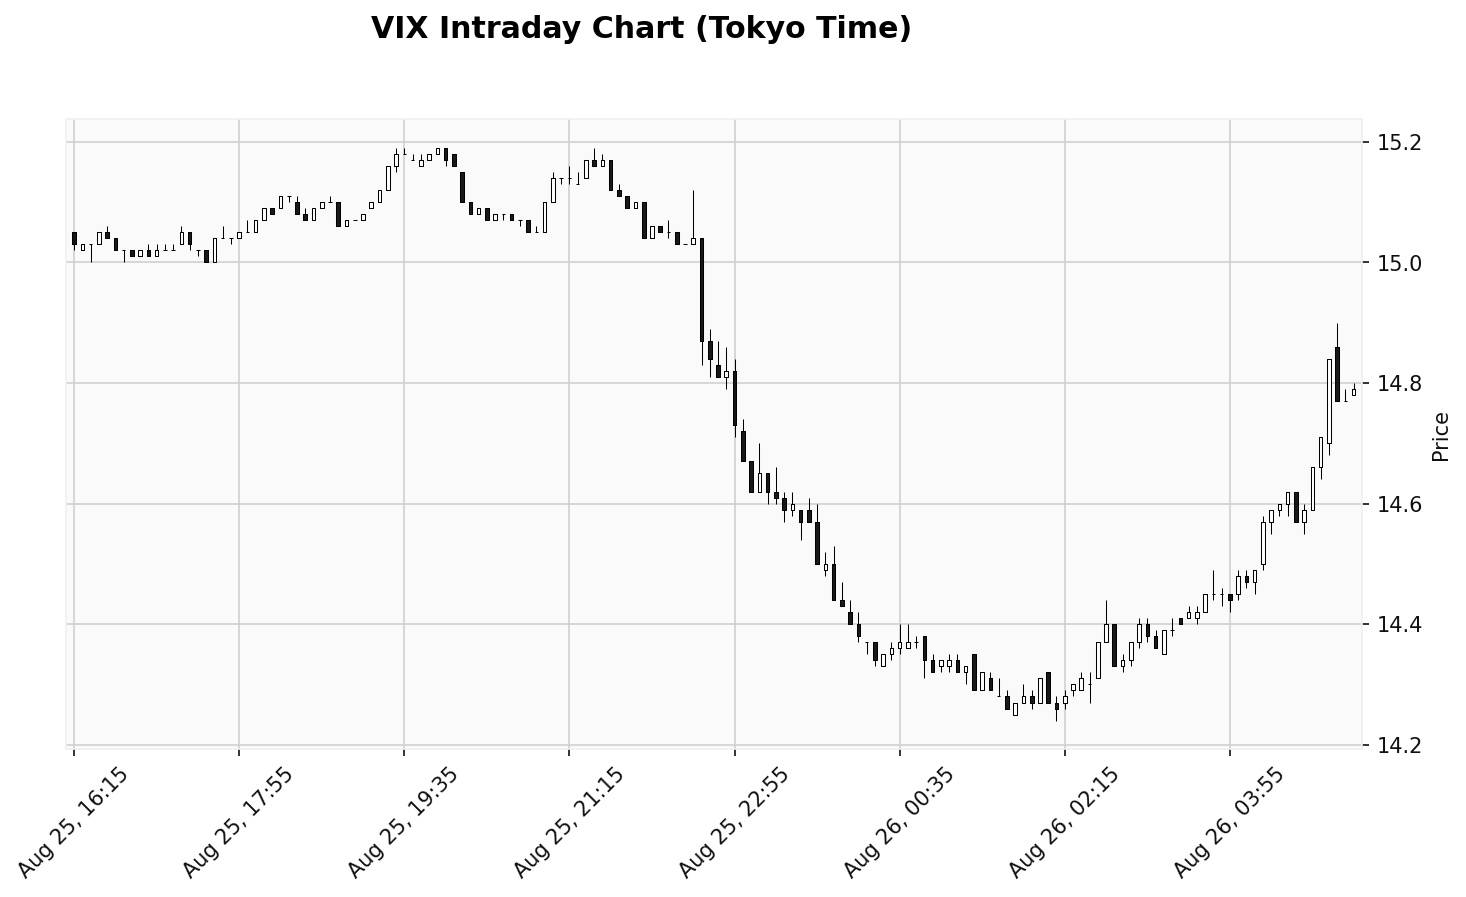 VIX Intraday Chart (Tokyo Time)
15.2
15.0
14.8
14.6
14.4
14.2
Price
Aug 25, 16:15
Aug 25, 17:55
Aug 25, 19:35
Aug 25, 21:15
Aug 25, 22:55
Aug 26, 00:35
Aug 26, 02:15
Aug 26, 03:55